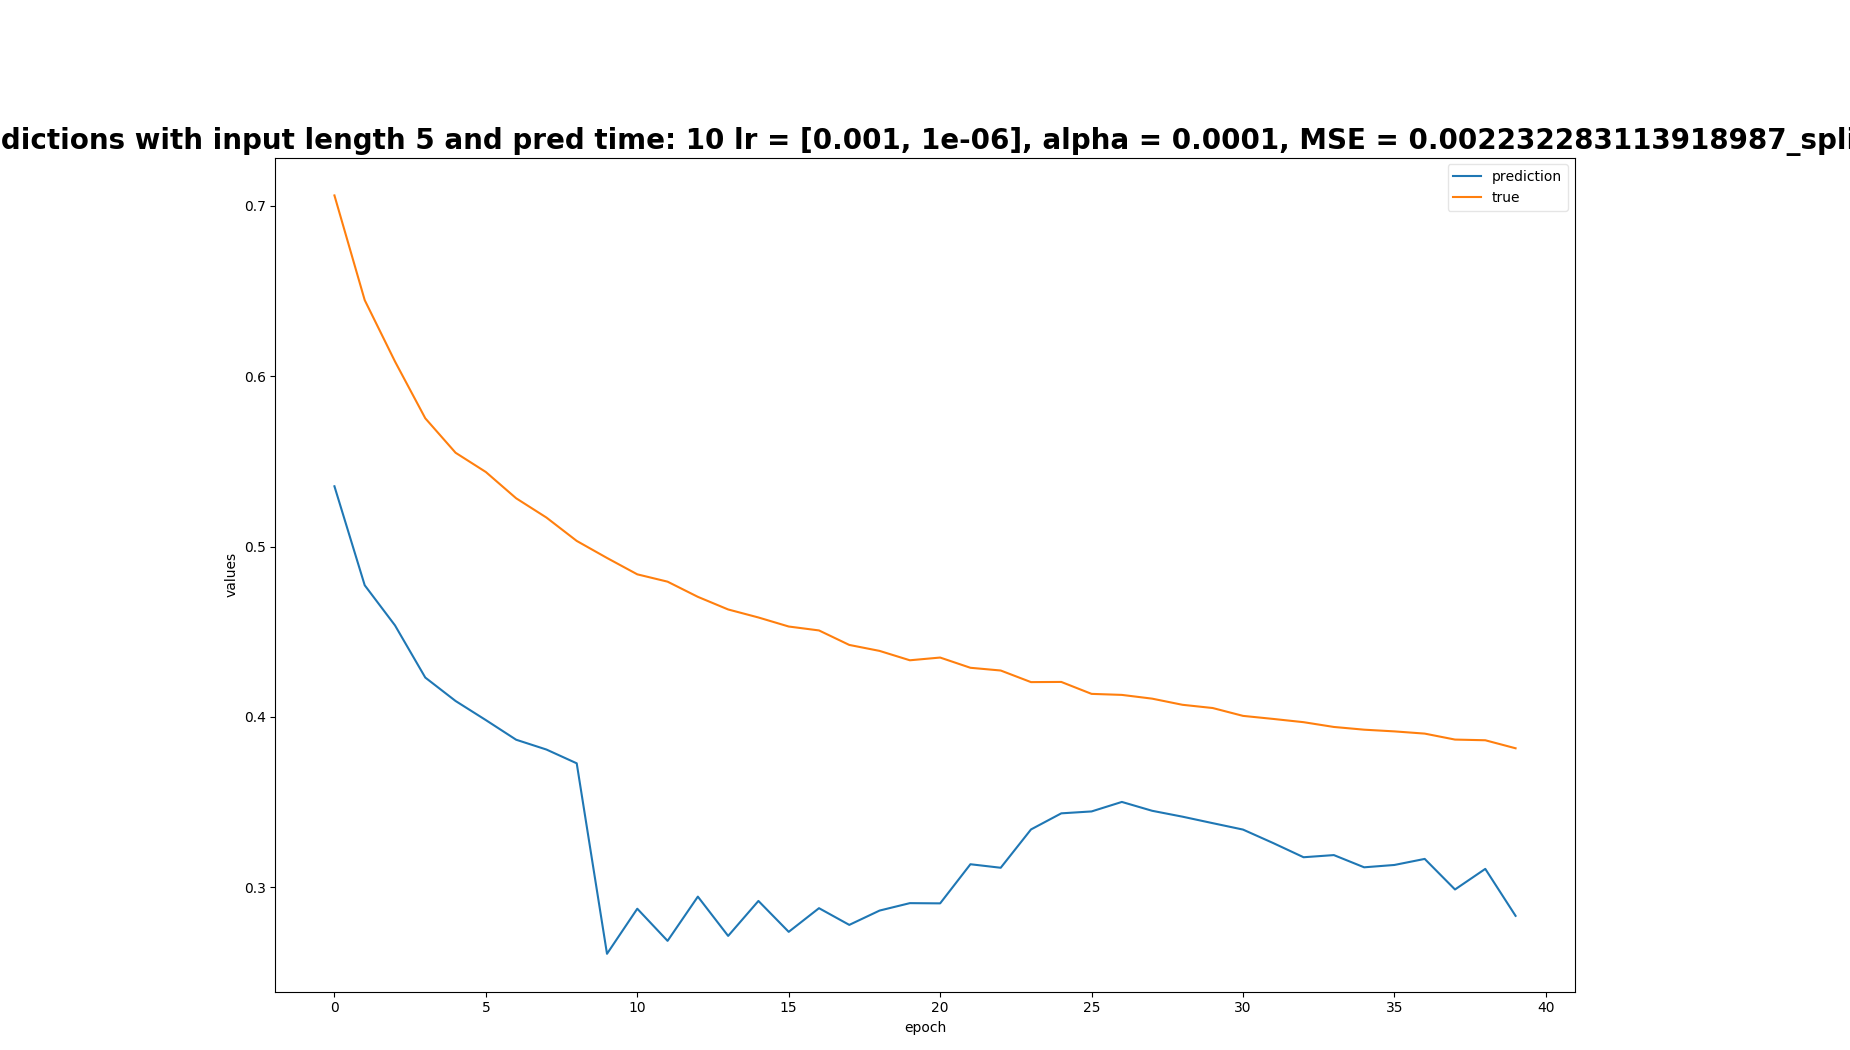 dictions with input length 5 and pred time: 10 lr = [0.001, 1e-06], alpha = 0.0001, MSE = 0.002232283113918987_spli
prediction
true
0.7
0.6
0.5
0.4
0.3
values
0 5 10 15 20 25 30 35 40
epoch